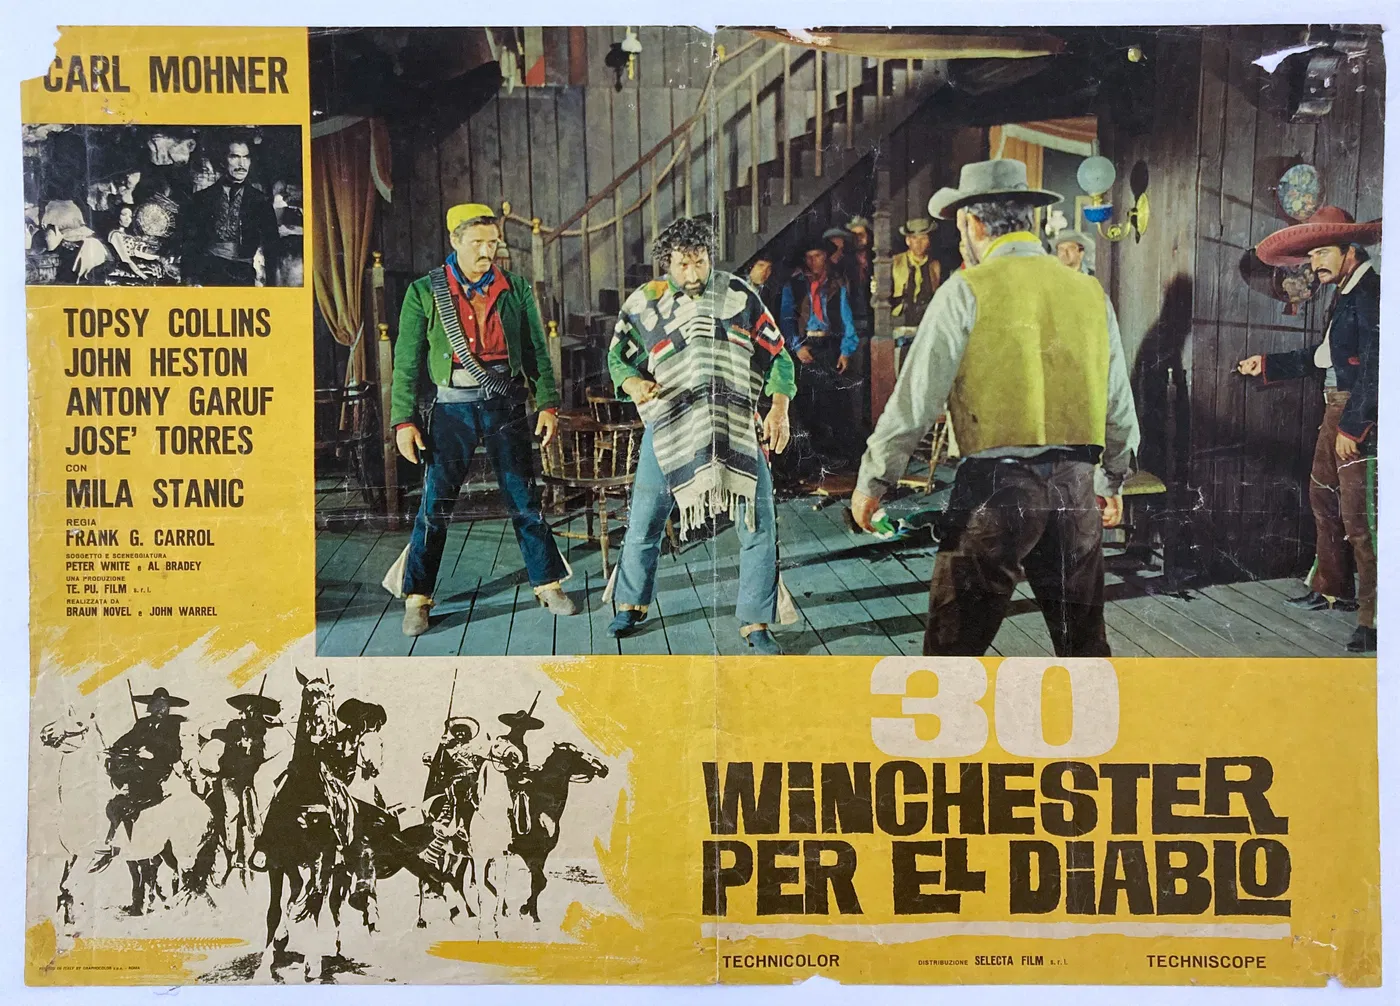 CARL MOHNER
TOPSY COLLINS
JOHN HESTON
ANTONY GARUF
JOSE' TORRES
CON
MILA STANIC
REGIA
FRANK G. CARROL
SOGGETTO E SCENEGGIATURA
PETER WNITE e AL BRADEY
UNA PRODUZIONE
TE. PU. FILM s.r.l.
REALIZZATA DA
BRAUN NOVEL e JOHN WARREL
30
WINCHESTER
PER EL DIABLO
TECHNICOLOR
DISTRIBUZIONE SELECTA FILM s.r.l.
TECHNISCOPE